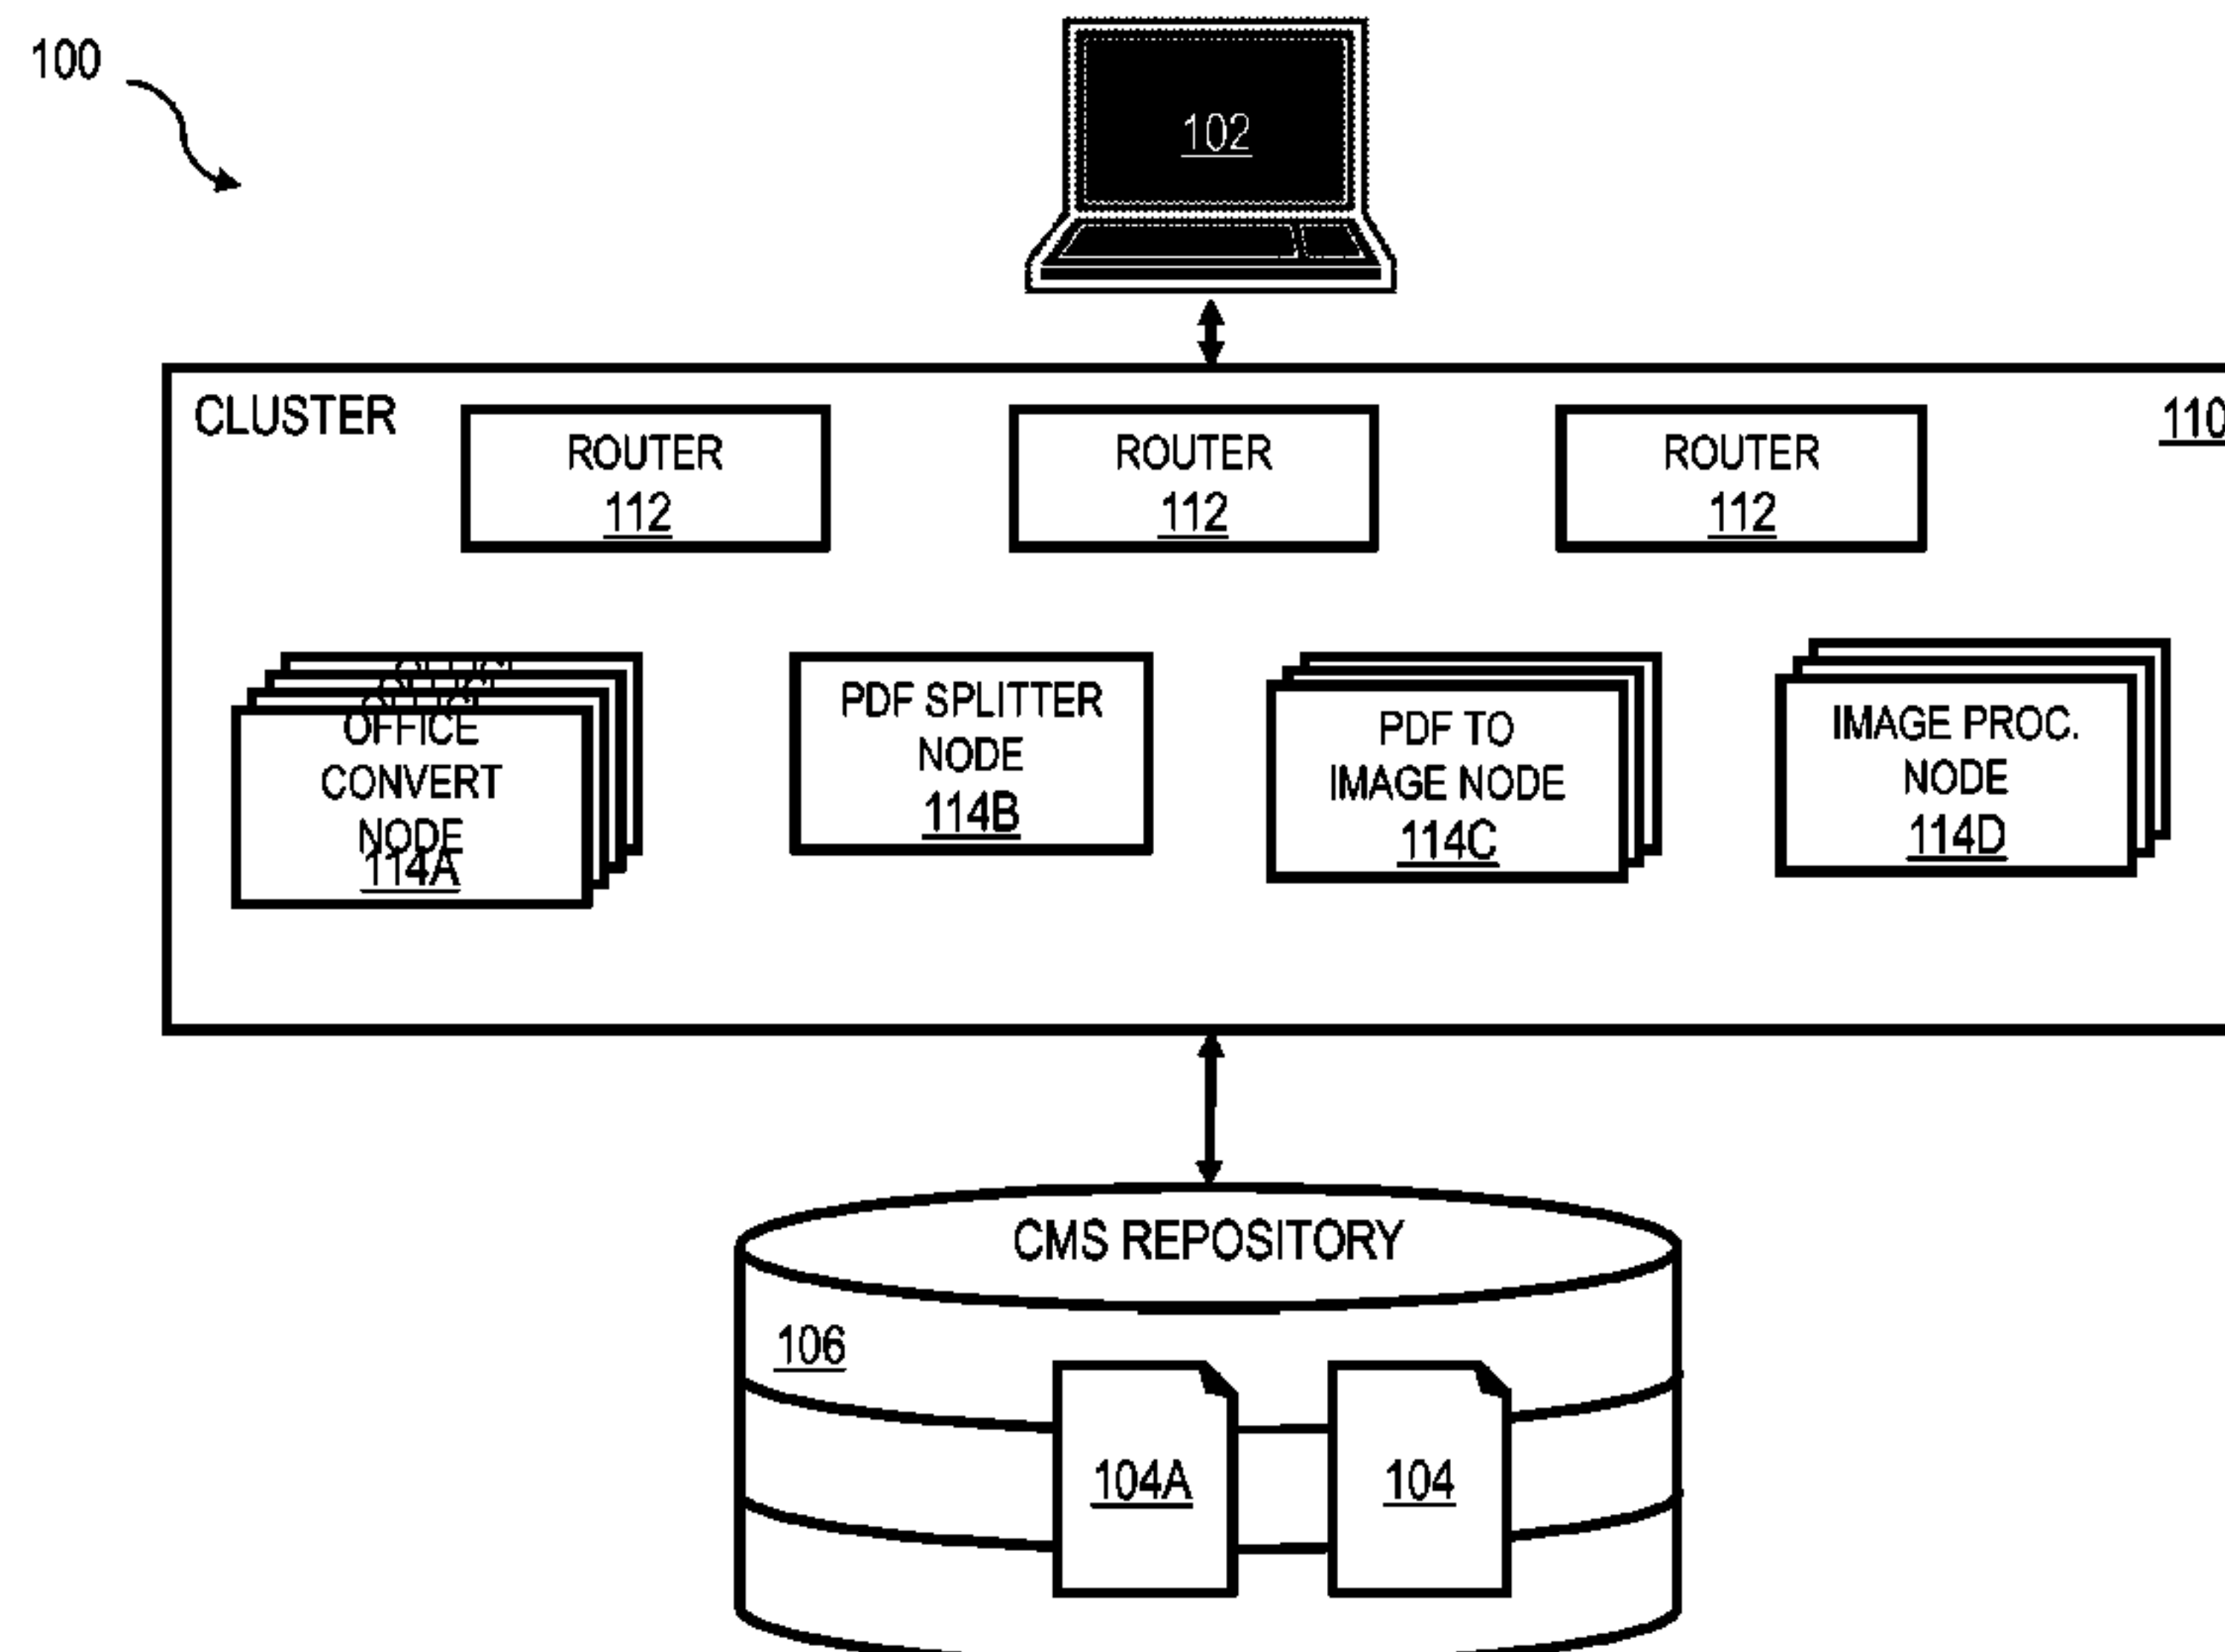 100
102
CLUSTER
110
ROUTER
112
ROUTER
112
ROUTER
112
OFFICE
CONVERT
NODE
114A
PDF SPLITTER
NODE
114B
PDF TO
IMAGE NODE
114C
IMAGE PROC.
NODE
114D
CMS REPOSITORY
106
104A
104